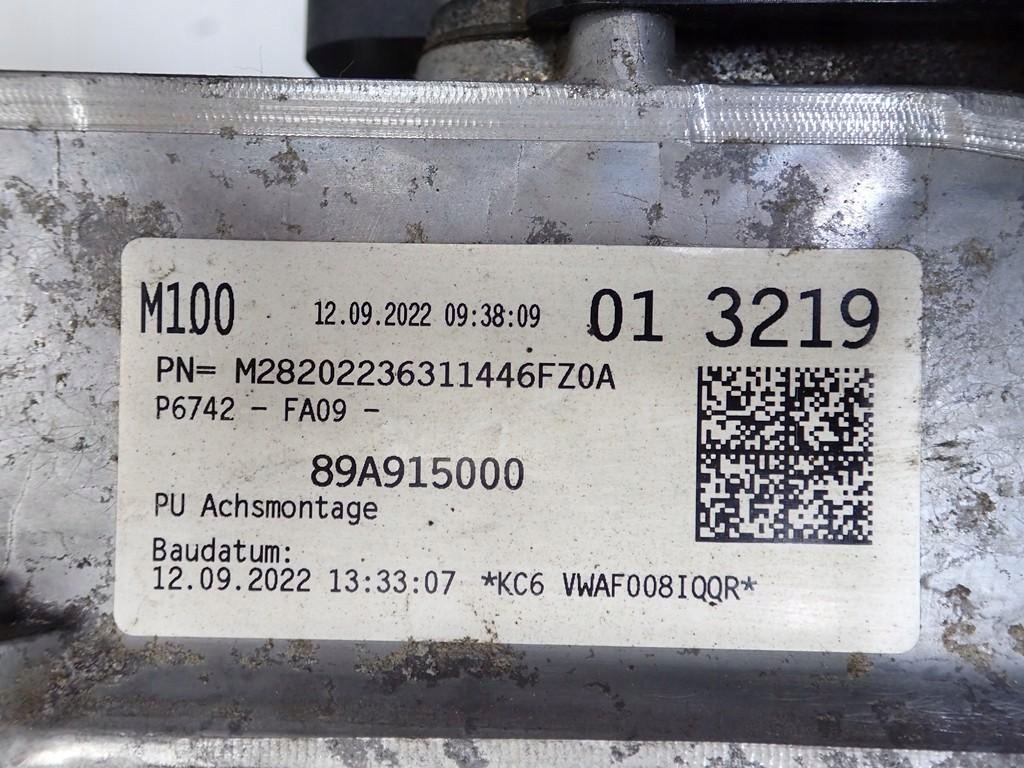 M100 12.09.2022 09:38:09 01 3219
PN= M28202236311446FZ0A
P6742 - FA09 -
89A915000
PU Achsmontage
Baudatum:
12.09.2022 13:33:07 *KC6 VWAF008IQQR*